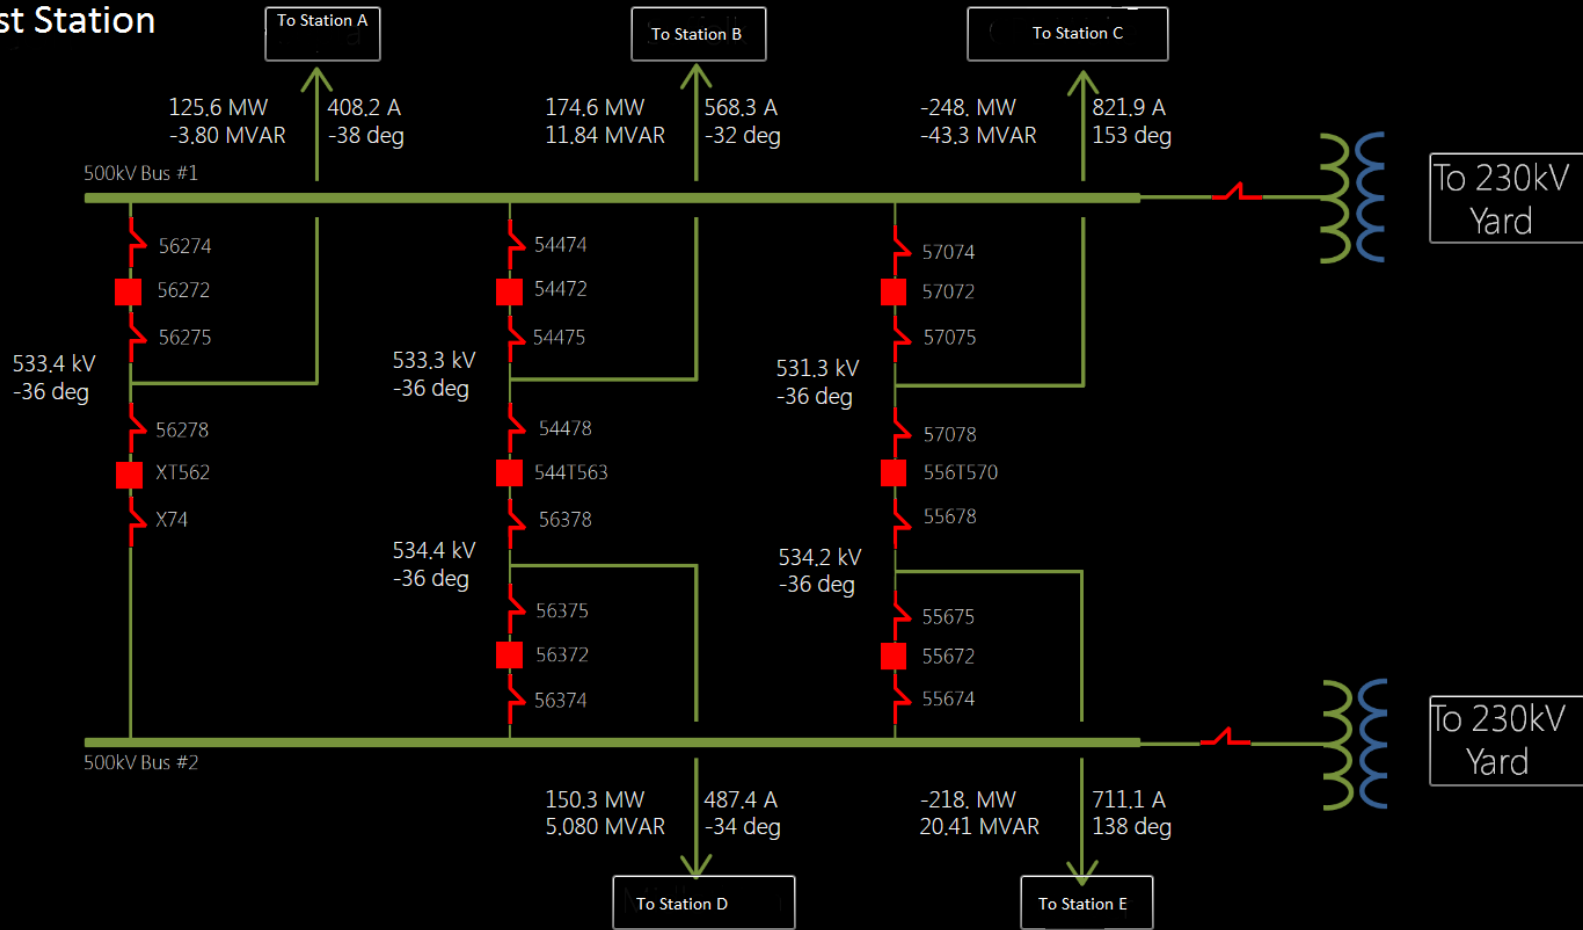 st Station
To Station A
To Station B
To Station C
125.6 MW
-3.80 MVAR
408.2 A
-38 deg
174.6 MW
11.84 MVAR
568.3 A
-32 deg
-248. MW
-43.3 MVAR
821.9 A
153 deg
500kV Bus #1
To 230kV
Yard
56274
56272
56275
533.4 kV
-36 deg
56278
XT562
X74
54474
54472
54475
533.3 kV
-36 deg
54478
544T563
56378
534.4 kV
-36 deg
56375
56372
56374
57074
57072
57075
531.3 kV
-36 deg
57078
556T570
55678
534.2 kV
-36 deg
55675
55672
55674
500kV Bus #2
To 230kV
Yard
150.3 MW
5.080 MVAR
487.4 A
-34 deg
-218. MW
20.41 MVAR
711.1 A
138 deg
To Station D
To Station E